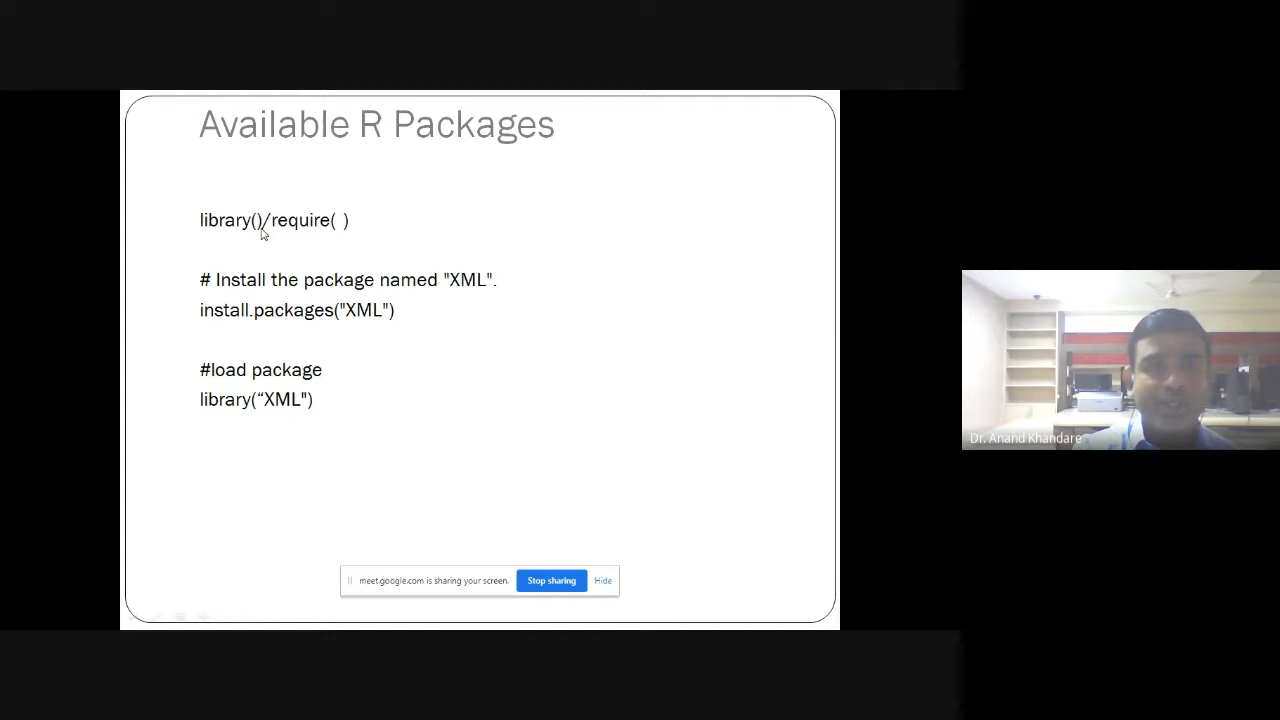 Available R Packages
library()/require( )
# Install the package named "XML".
install.packages("XML")
#load package
library(“XML")
meet.google.com is sharing your screen.
Stop sharing
Hide
Dr. Anand Khandare